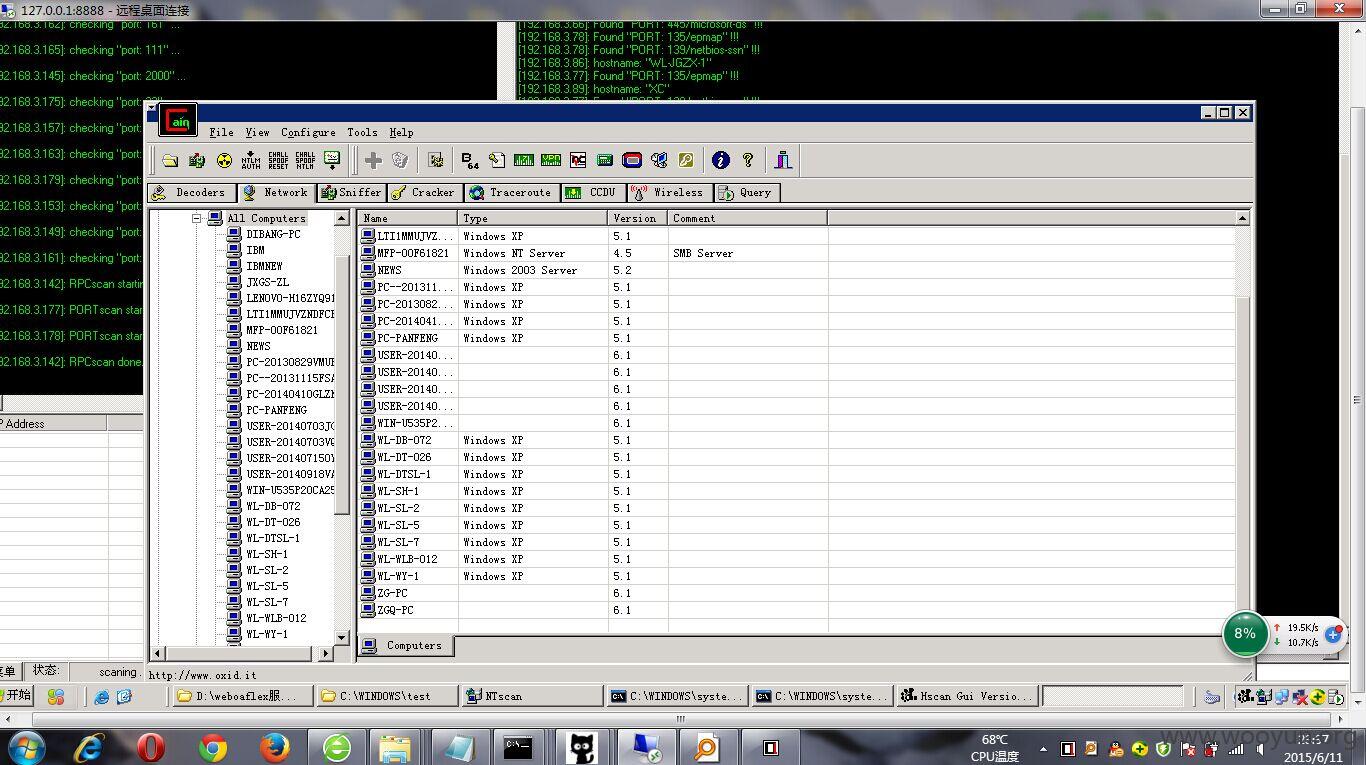 127.0.0.1:8888 - 远程桌面连接
92.168.3.162]: checking "port: 161" ...
92.168.3.165]: checking "port: 111" ...
92.168.3.145]: checking "port: 2000" ...
92.168.3.175]: checking "port:
92.168.3.157]: checking "port:
92.168.3.163]: checking "port:
92.168.3.179]: checking "port:
92.168.3.153]: checking "port:
92.168.3.149]: checking "port:
92.168.3.161]: checking "port:
92.168.3.142]: RPCscan startin
92.168.3.177]: PORTscan star
92.168.3.178]: PORTscan star
92.168.3.142]: RPCscan done.
[192.168.3.66]: Found "PORT: 445/microsoft-ds" !!!
[192.168.3.78]: Found "PORT: 135/epmap" !!!
[192.168.3.78]: Found "PORT: 139/netbios-ssn" !!!
[192.168.3.86]: hostname: "WL-JGZX-1"
[192.168.3.77]: Found "PORT: 135/epmap" !!!
[192.168.3.89]: hostname: "XC"
Cain
File View Configure Tools Help
NTLM AUTH
CHALL SPOOF RESET
CHALL SPOOF NTLM
B64
Decoders Network Sniffer Cracker Traceroute CCDU Wireless Query
All Computers
DIBANG-PC
IBM
IBMNEW
JXGS-ZL
LENOVO-H16ZYQ91
LTI1MMUJVZNDFCE
MFP-00F61821
NEWS
PC-20130829VMUF
PC--20131115FSA
PC-20140410GLZM
PC-PANFENG
USER-20140703JG
USER-20140703VG
USER-20140715OY
USER-20140918VA
WIN-U535P20CA25
WL-DB-072
WL-DT-026
WL-DTSL-1
WL-SH-1
WL-SL-2
WL-SL-5
WL-SL-7
WL-WLB-012
WL-WY-1
Name Type Version Comment
LTI1MMUJVZ... Windows XP 5.1
MFP-00F61821 Windows NT Server 4.5 SMB Server
NEWS Windows 2003 Server 5.2
PC--201311... Windows XP 5.1
PC-2013082... Windows XP 5.1
PC-2014041... Windows XP 5.1
PC-PANFENG Windows XP 5.1
USER-20140... 6.1
USER-20140... 6.1
USER-20140... 6.1
USER-20140... 6.1
WIN-U535P2... 6.1
WL-DB-072 Windows XP 5.1
WL-DT-026 Windows XP 5.1
WL-DTSL-1 Windows XP 5.1
WL-SH-1 Windows XP 5.1
WL-SL-2 Windows XP 5.1
WL-SL-5 Windows XP 5.1
WL-SL-7 Windows XP 5.1
WL-WLB-012 Windows XP 5.1
WL-WY-1 Windows XP 5.1
ZG-PC 6.1
ZGQ-PC 6.1
Computers
http://www.oxid.it
P Address
菜单 状态: scaning
8% 19.5K/s
10.7K/s
开始 D:\weboaflex服... C:\WINDOWS\test NTscan C:\WINDOWS\syste... C:\WINDOWS\syste... Hscan Gui Versio...
68℃
CPU温度
2015/6/11
www.wooyun.org